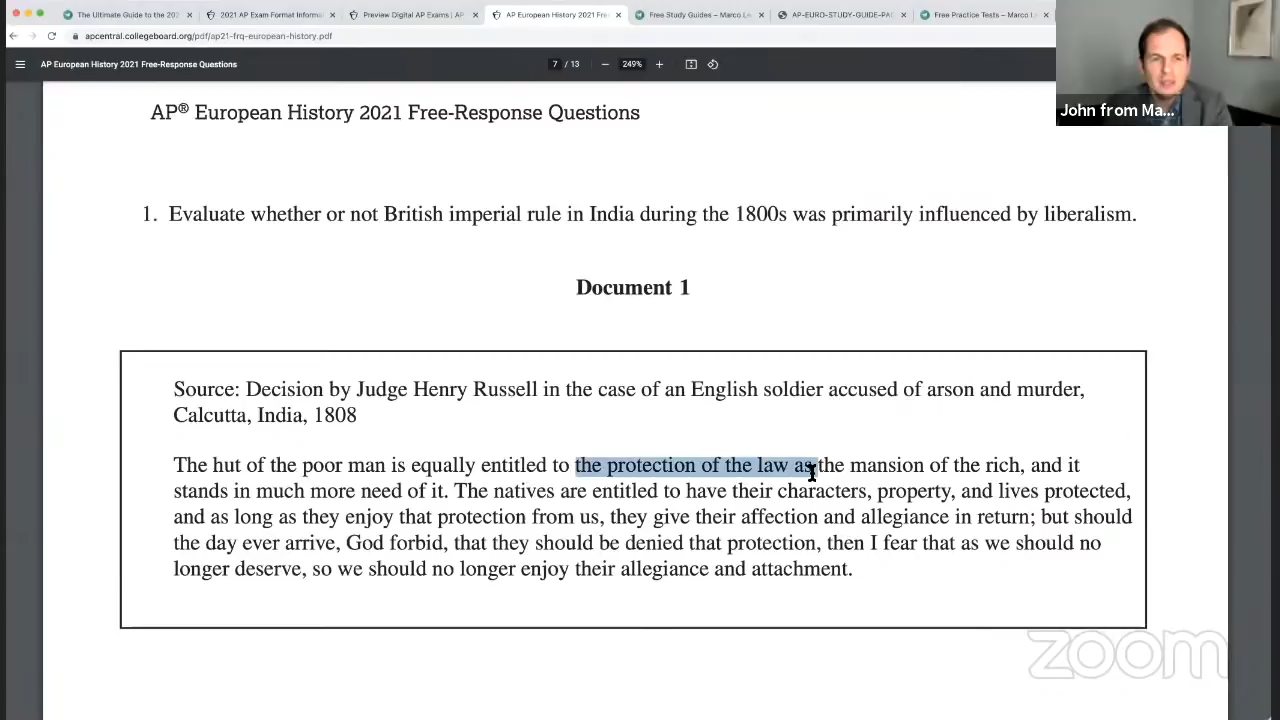 The Ultimate Guide to the 202
2021 AP Exam Format Informa
Preview Digital AP Exams | AP
AP European History 2021 Free
Free Study Guides – Marco Le
AP-EURO-STUDY-GUIDE-PAC
Free Practice Tests – Marco Le
apcentral.collegeboard.org/pdf/ap21-frq-european-history.pdf
AP European History 2021 Free-Response Questions
7 / 13
249%
John from Ma...
AP® European History 2021 Free-Response Questions
1. Evaluate whether or not British imperial rule in India during the 1800s was primarily influenced by liberalism.
Document 1
Source: Decision by Judge Henry Russell in the case of an English soldier accused of arson and murder,
Calcutta, India, 1808
The hut of the poor man is equally entitled to the protection of the law as the mansion of the rich, and it
stands in much more need of it. The natives are entitled to have their characters, property, and lives protected,
and as long as they enjoy that protection from us, they give their affection and allegiance in return; but should
the day ever arrive, God forbid, that they should be denied that protection, then I fear that as we should no
longer deserve, so we should no longer enjoy their allegiance and attachment.
zoom